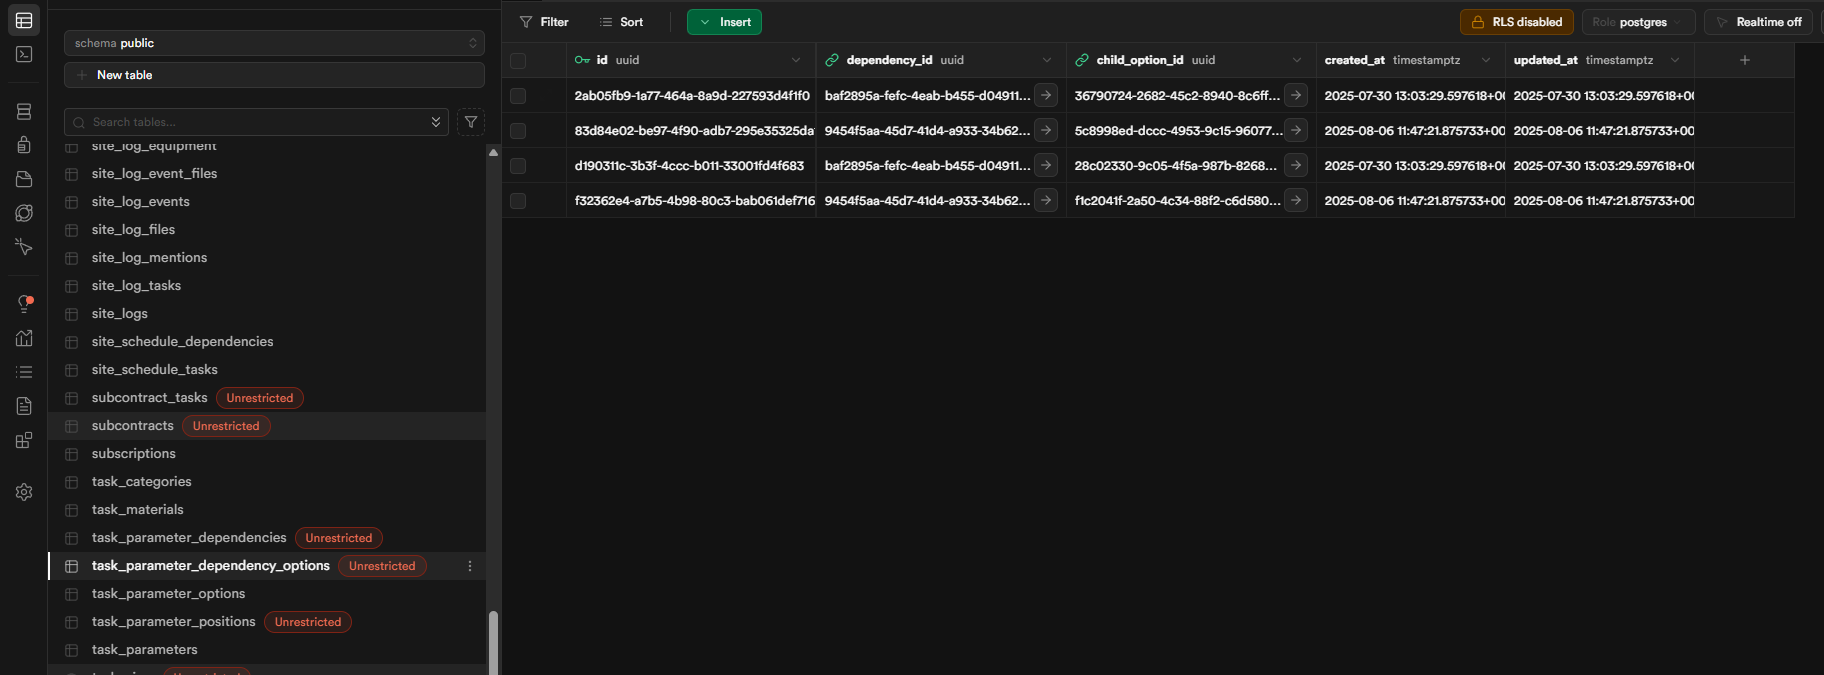 schema public
New table
Search tables...
site_log_equipment
site_log_event_files
site_log_events
site_log_files
site_log_mentions
site_log_tasks
site_logs
site_schedule_dependencies
site_schedule_tasks
subcontract_tasks Unrestricted
subcontracts Unrestricted
subscriptions
task_categories
task_materials
task_parameter_dependencies Unrestricted
task_parameter_dependency_options Unrestricted
task_parameter_options
task_parameter_positions Unrestricted
task_parameters
Filter Sort Insert RLS disabled Role postgres Realtime off
id uuid dependency_id uuid child_option_id uuid created_at timestamptz updated_at timestamptz
2ab05fb9-1a77-464a-8a9d-227593d4f1f0 baf2895a-fefc-4eab-b455-d04911... 36790724-2682-45c2-8940-8c6ff... 2025-07-30 13:03:29.597618+00 2025-07-30 13:03:29.597618+00
83d84e02-be97-4f90-adb7-295e35325da 9454f5aa-45d7-41d4-a933-34b62... 5c8998ed-dccc-4953-9c15-96077... 2025-08-06 11:47:21.875733+00 2025-08-06 11:47:21.875733+00
d190311c-3b3f-4ccc-b011-33001fd4f683 baf2895a-fefc-4eab-b455-d04911... 28c02330-9c05-4f5a-987b-8268... 2025-07-30 13:03:29.597618+00 2025-07-30 13:03:29.597618+00
f32362e4-a7b5-4b98-80c3-bab061def716 9454f5aa-45d7-41d4-a933-34b62... f1c2041f-2a50-4c34-88f2-c6d580... 2025-08-06 11:47:21.875733+00 2025-08-06 11:47:21.875733+00